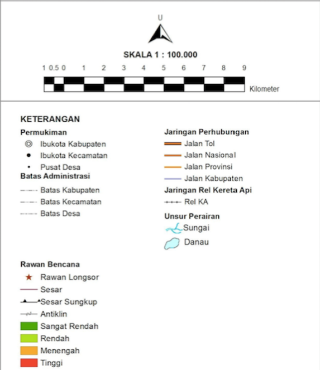 U
SKALA 1 : 100.000
1 0.5 0 1 2 3 4 5 6 7 8 9
Kilometer
KETERANGAN
Permukiman
Ibukota Kabupaten
Ibukota Kecamatan
Pusat Desa
Batas Administrasi
Batas Kabupaten
Batas Kecamatan
Batas Desa
Jaringan Perhubungan
Jalan Tol
Jalan Nasional
Jalan Provinsi
Jalan Kabupaten
Jaringan Rel Kereta Api
Rel KA
Unsur Perairan
Sungai
Danau
Rawan Bencana
Rawan Longsor
Sesar
Sesar Sungkup
Antiklin
Sangat Rendah
Rendah
Menengah
Tinggi